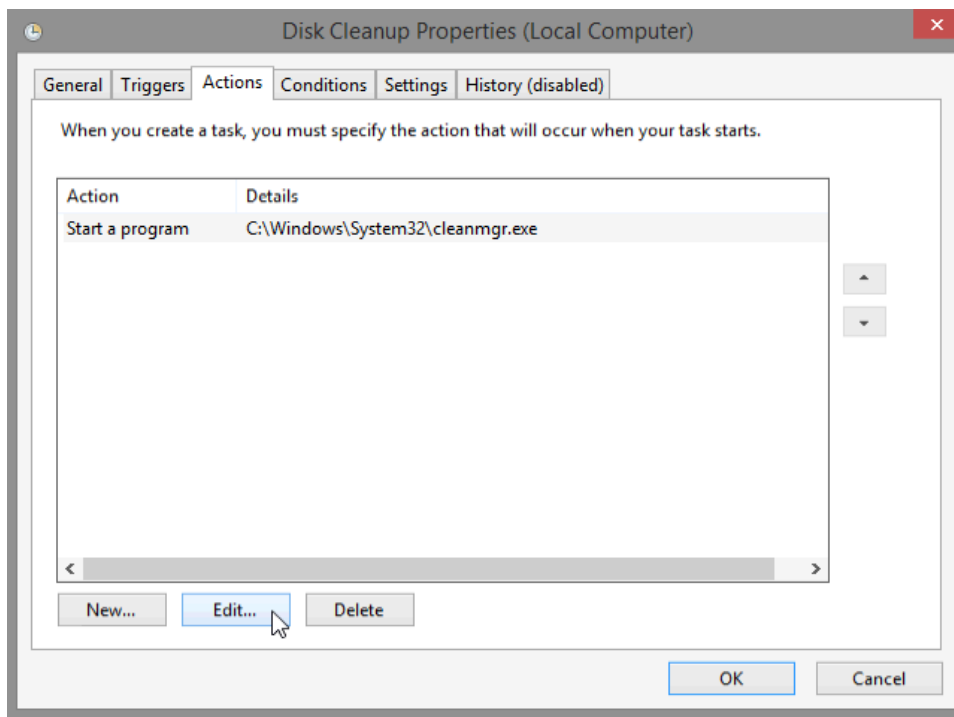 Disk Cleanup Properties (Local Computer)
General Triggers Actions Conditions Settings History (disabled)
When you create a task, you must specify the action that will occur when your task starts.
Action Details
Start a program C:\Windows\System32\cleanmgr.exe
New... Edit... Delete
OK Cancel